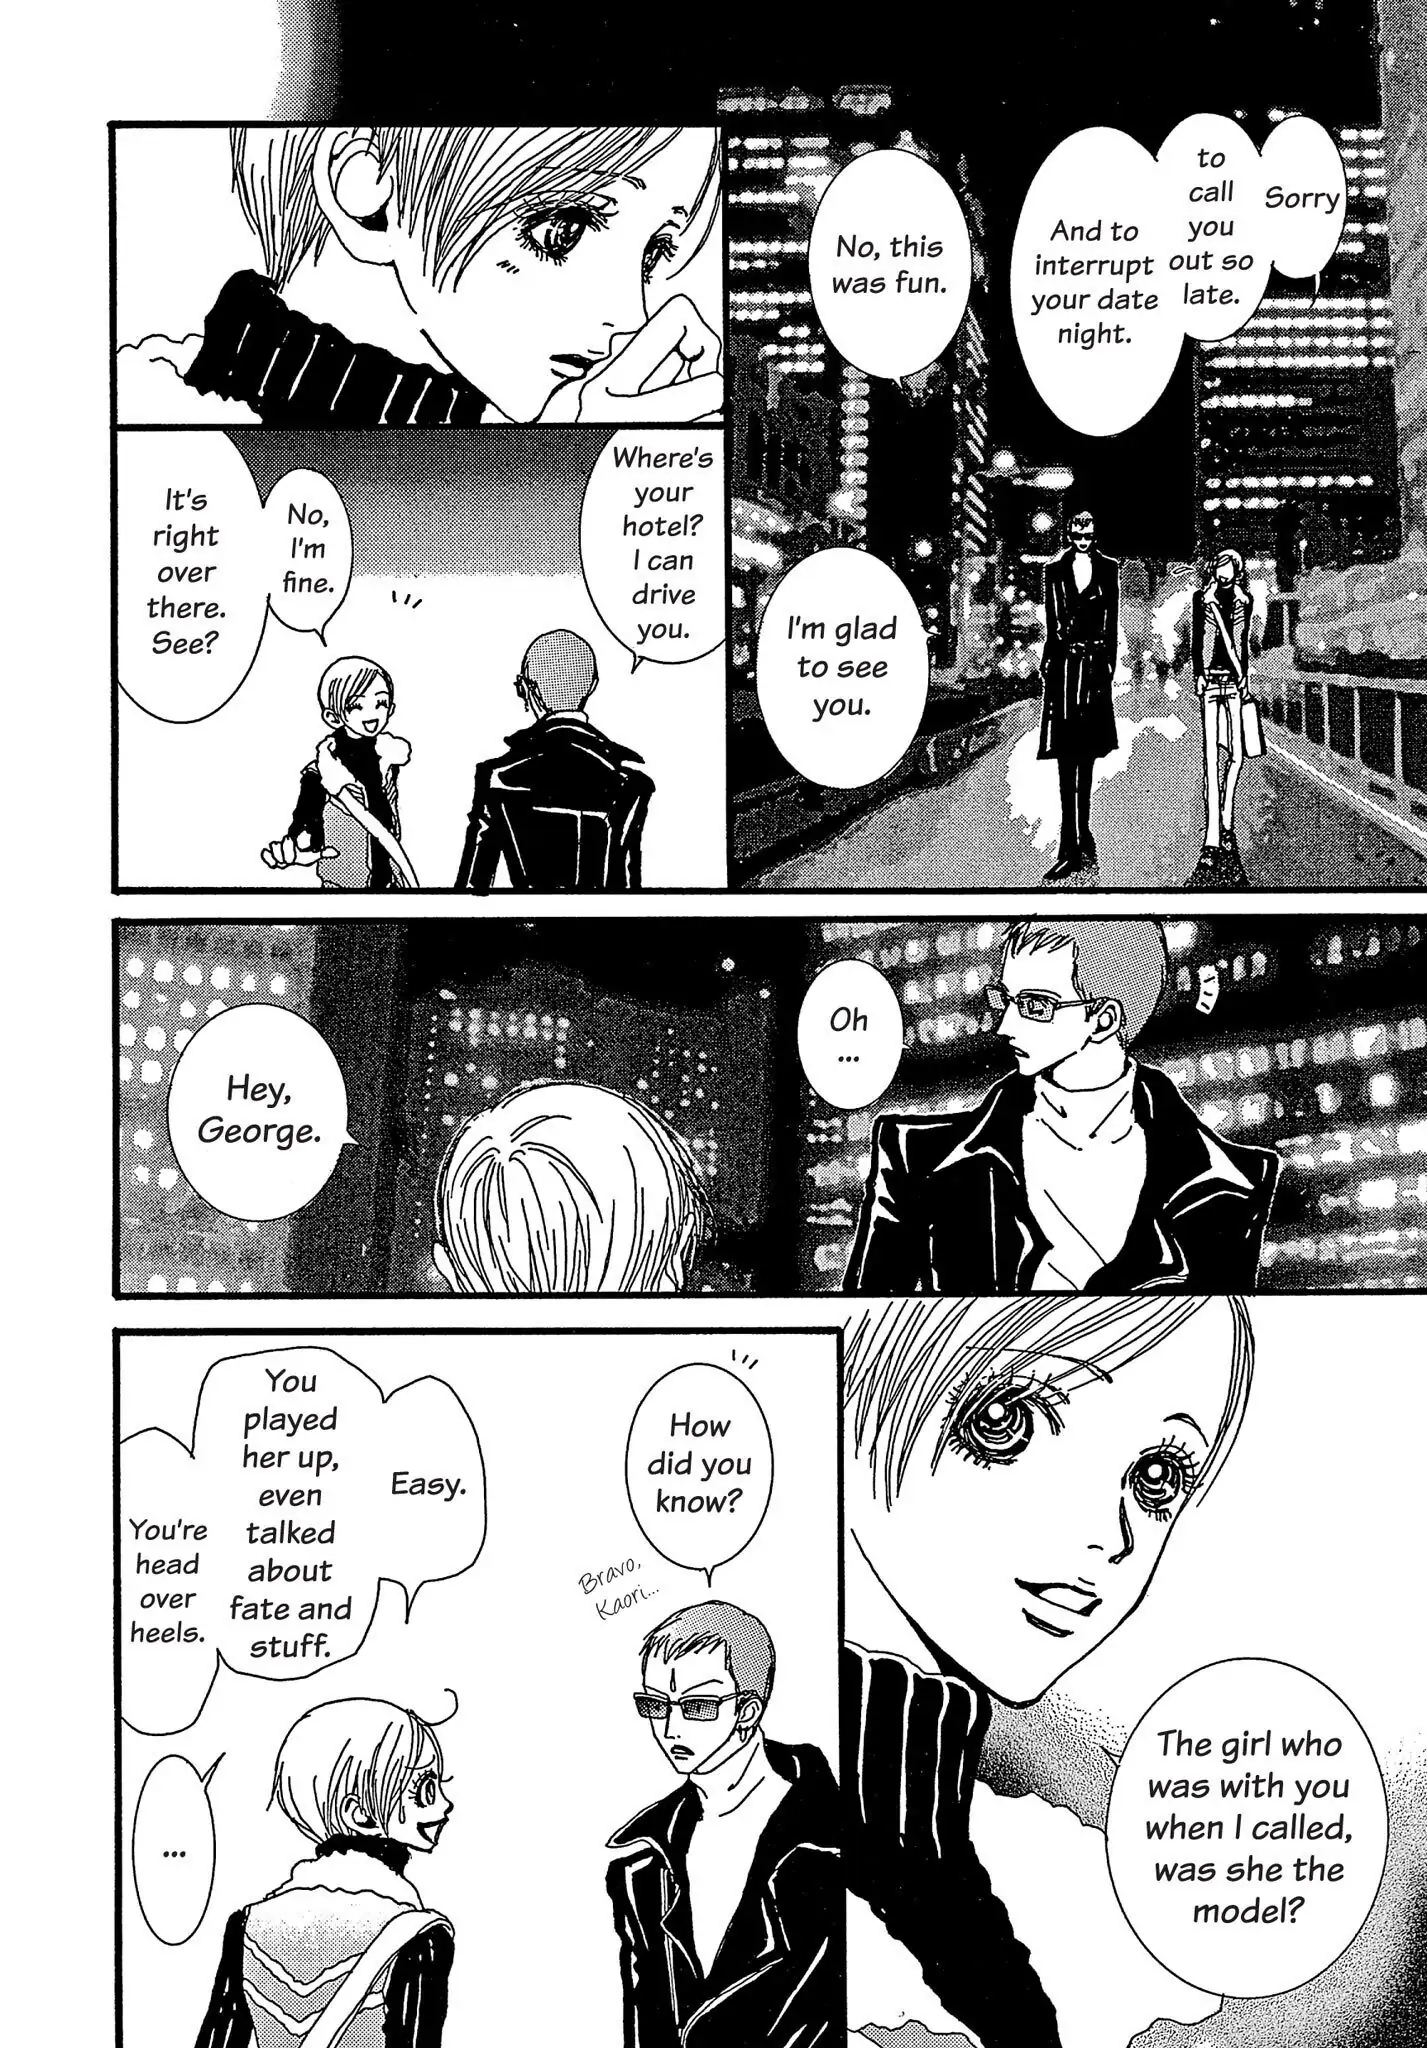 Sorry
to
call
you
out so
late.
And to
interrupt
your date
night.
No, this
was fun.
I'm glad
to see
you.
Where's
your
hotel?
I can
drive
you.
No,
I'm
fine.
It's
right
over
there.
See?
Oh
...
Hey,
George.
The girl who
was with you
when I called,
was she the
model?
How
did you
know?
Bravo,
Kaori...
Easy.
You
played
her up,
even
talked
about
fate and
stuff.
You're
head
over
heels.
...